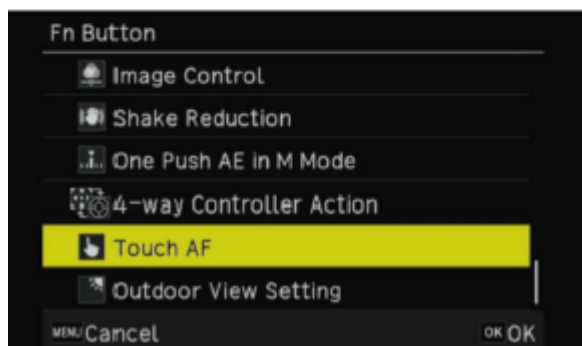 Fn Button
Image Control
Shake Reduction
One Push AE in M Mode
4-way Controller Action
Touch AF
Outdoor View Setting
MENU Cancel OK OK